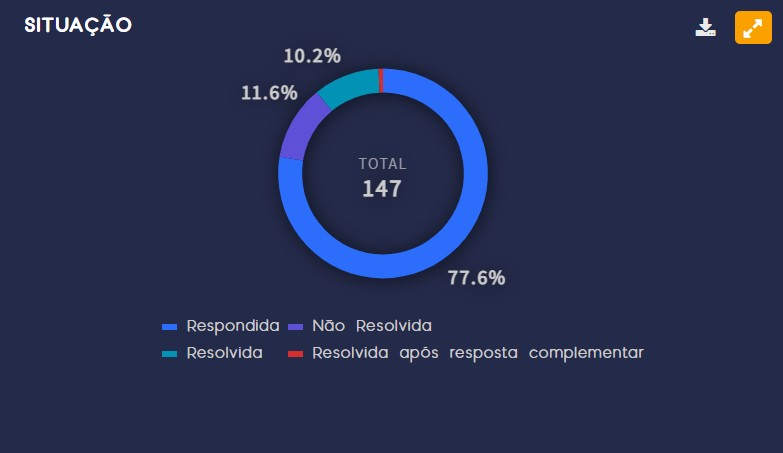 SITUAÇÃO
10.2%
11.6%
TOTAL
147
77.6%
Respondida Não Resolvida
Resolvida Resolvida após resposta complementar